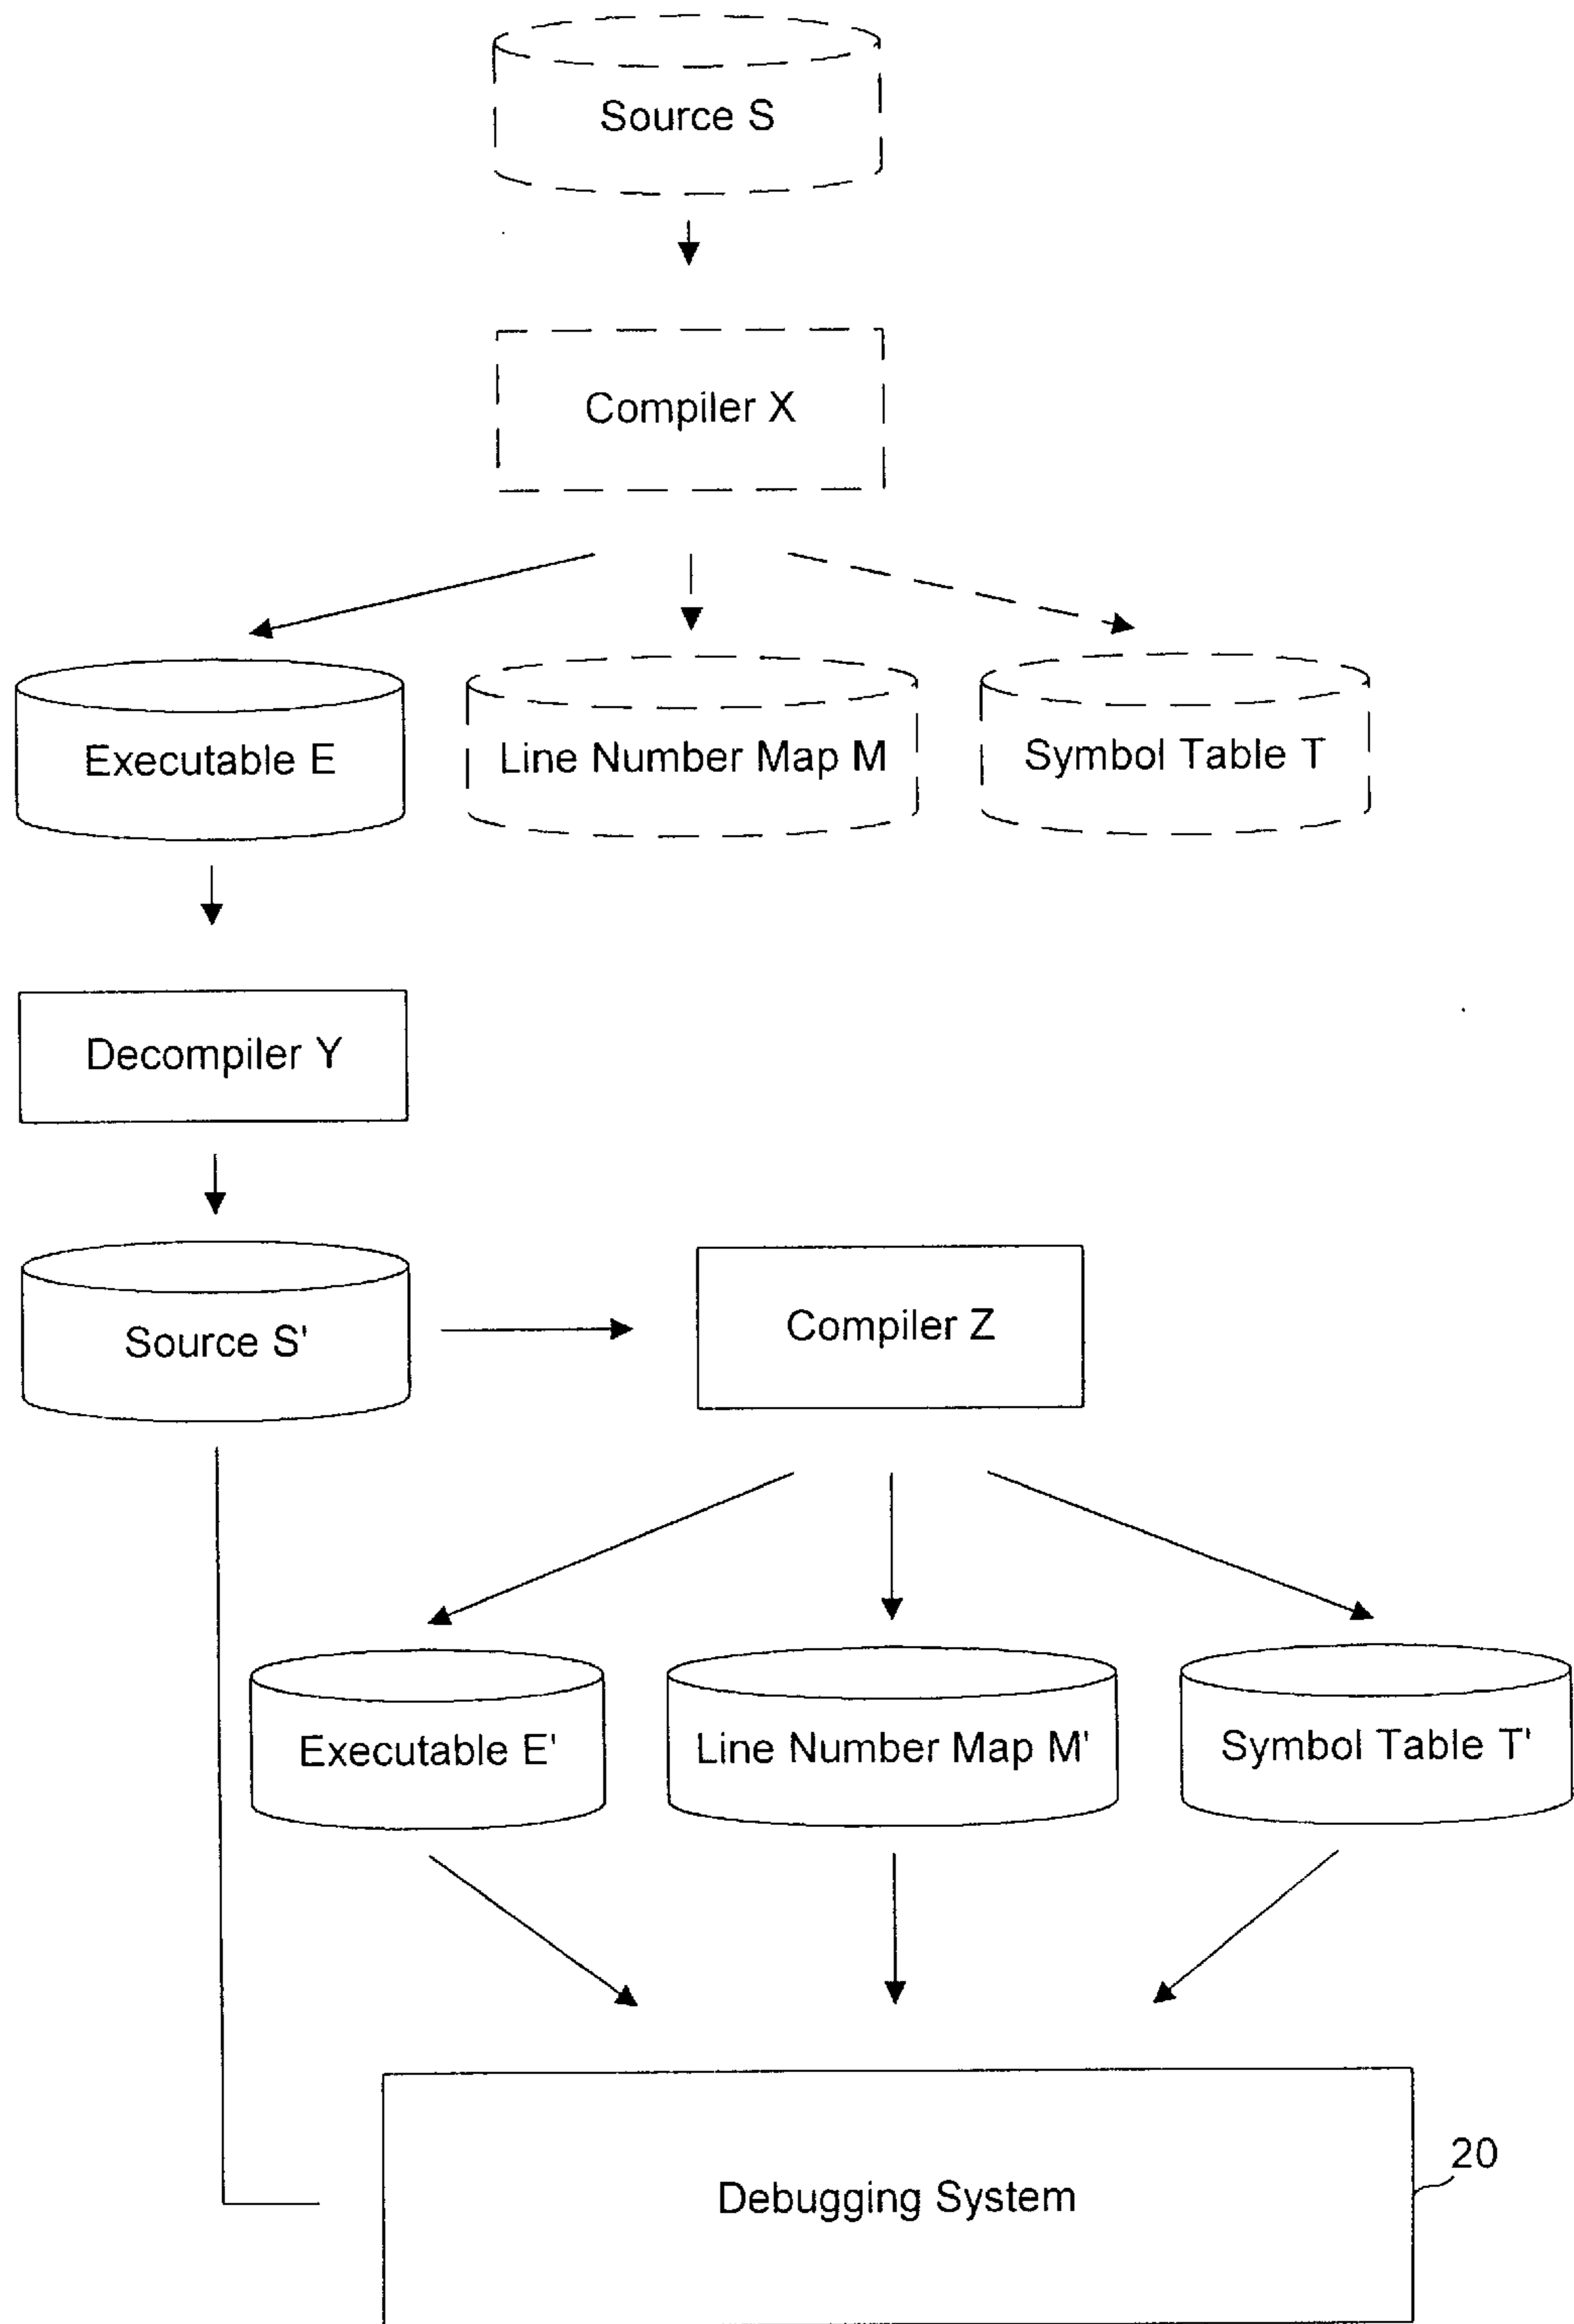 Source S
Compiler X
Executable E
Line Number Map M
Symbol Table T
Decompiler Y
Source S'
Compiler Z
Executable E'
Line Number Map M'
Symbol Table T'
Debugging System
20